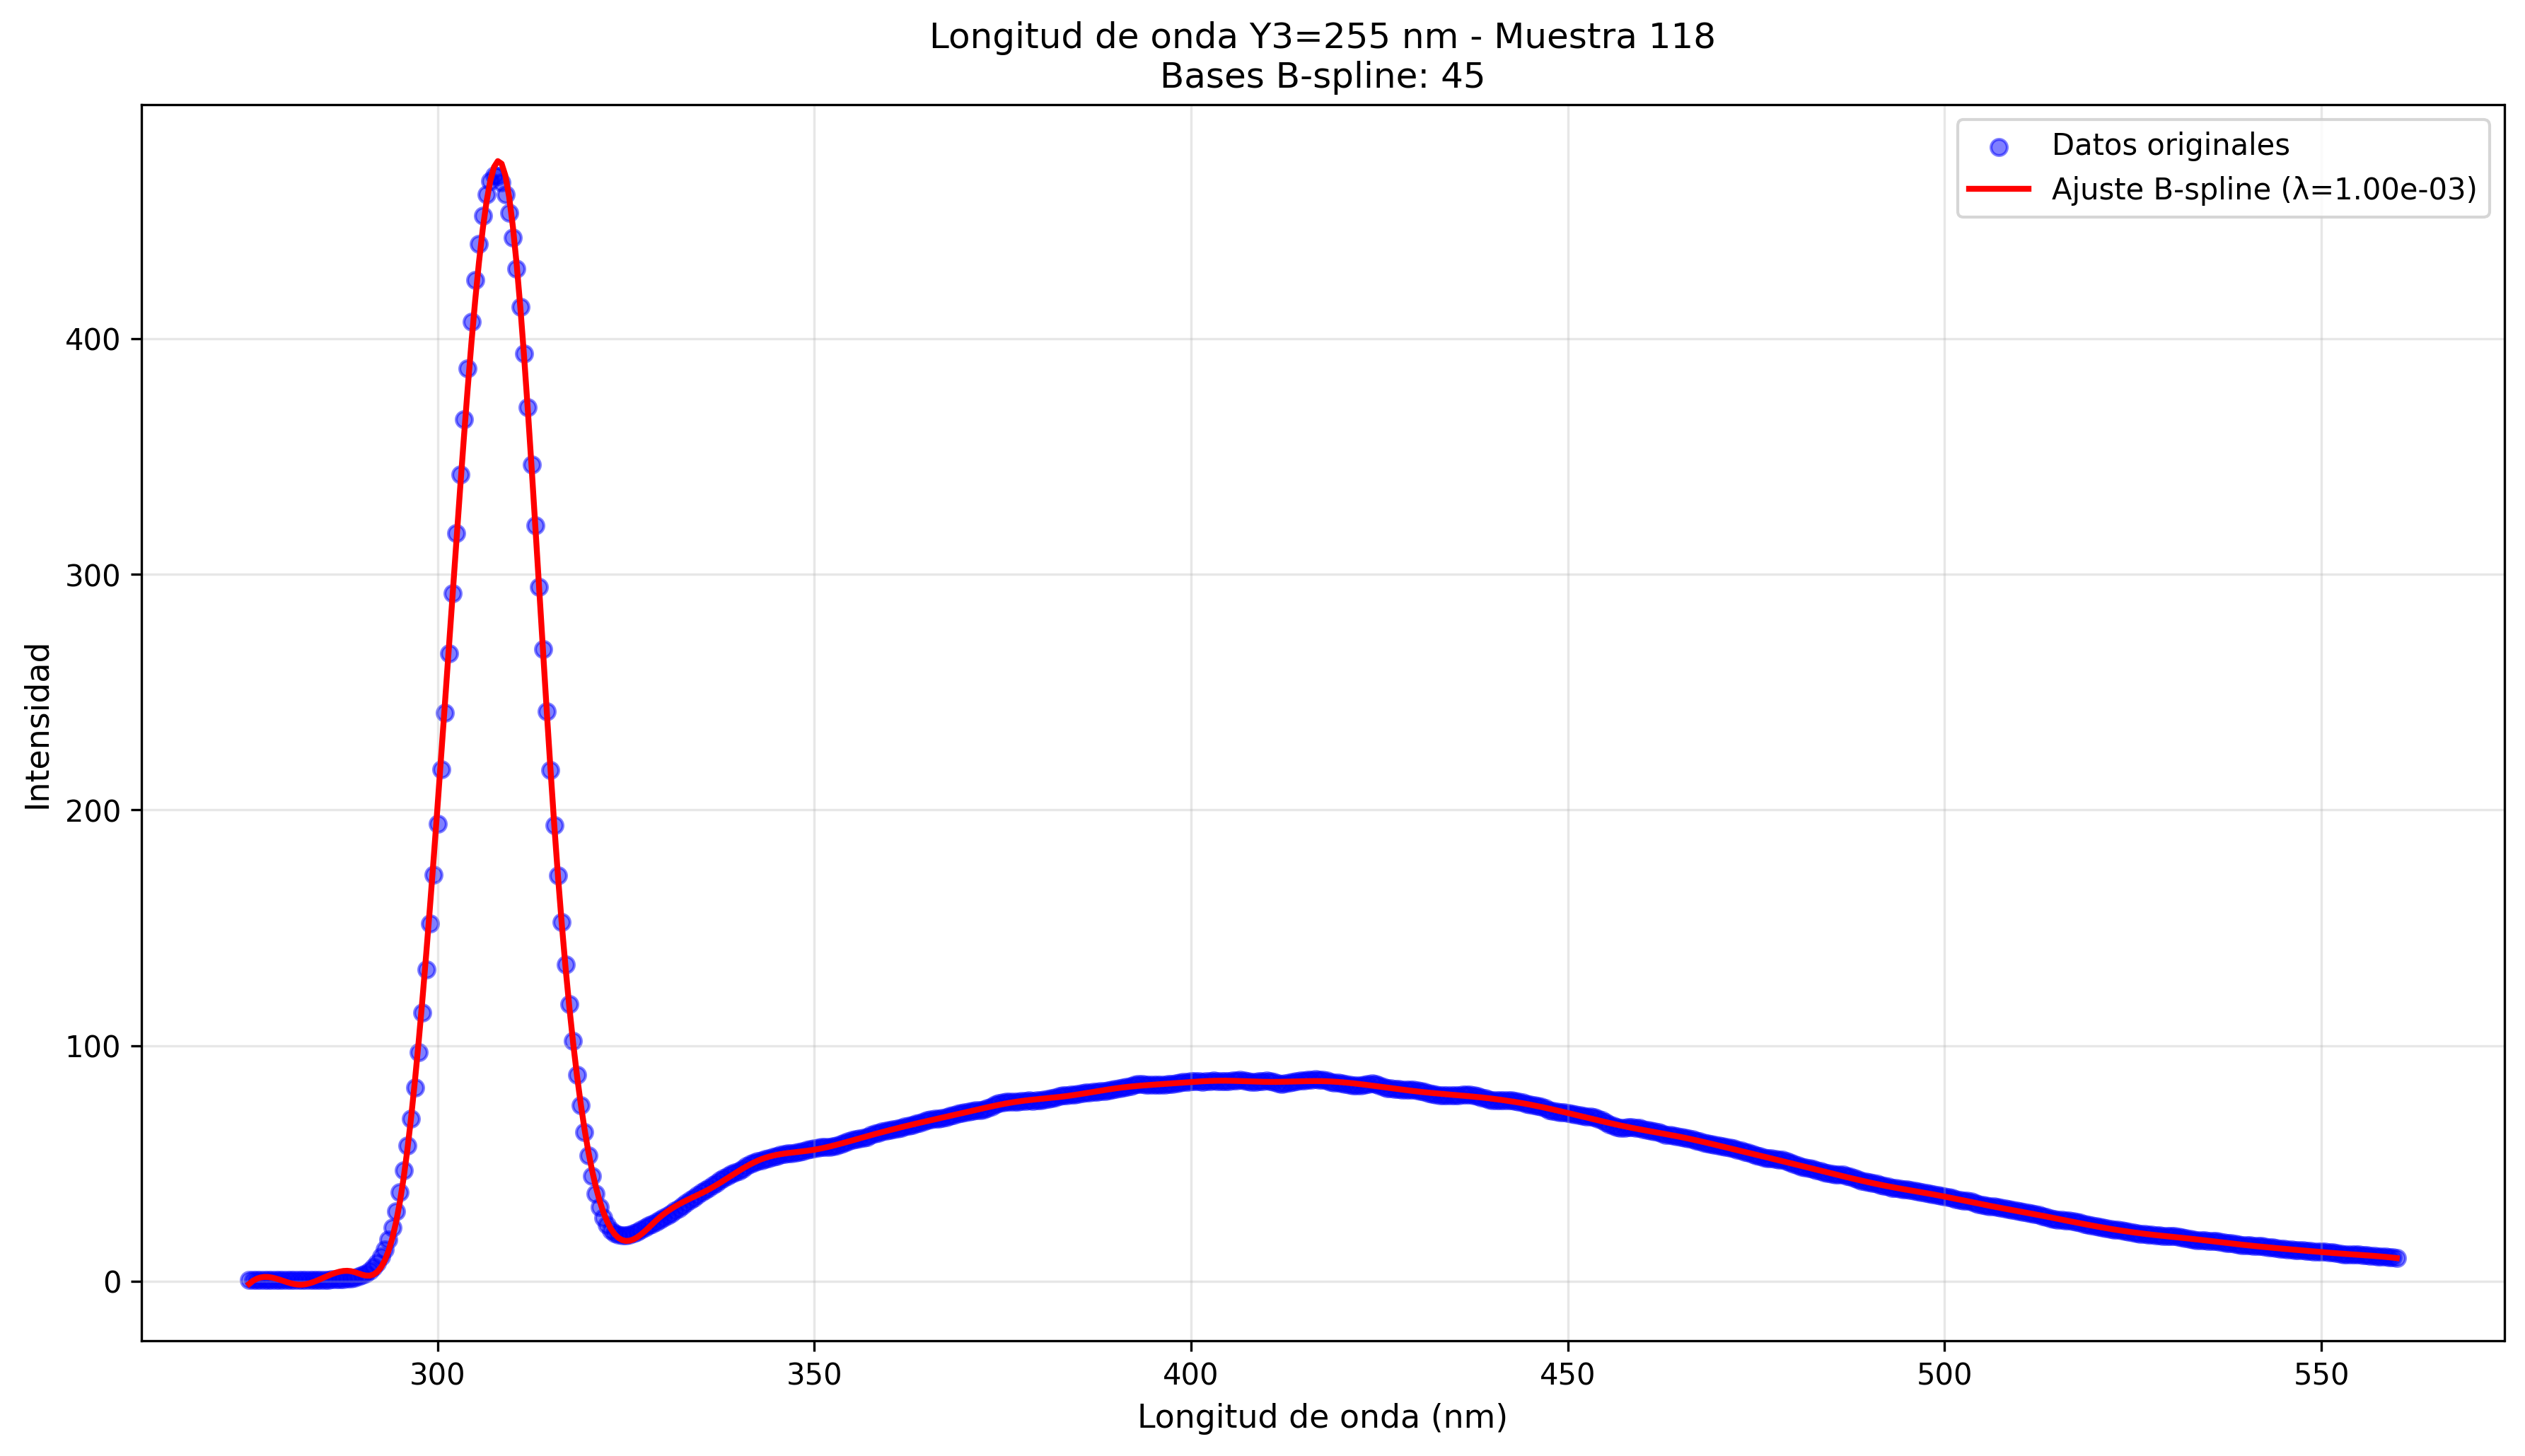 Longitud de onda Y3=255 nm - Muestra 118
Bases B-spline: 45
Datos originales
Ajuste B-spline (λ=1.00e-03)
Intensidad
400
300
200
100
0
300 350 400 450 500 550
Longitud de onda (nm)